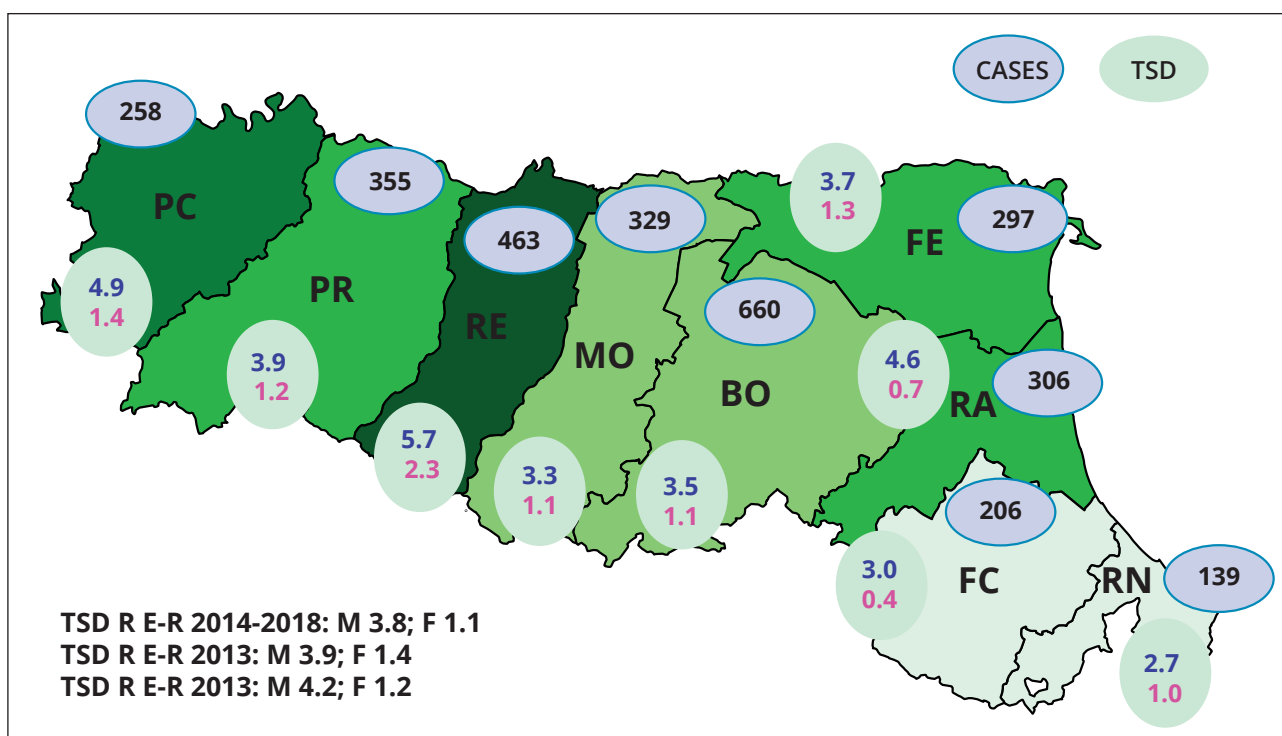 CASES
TSD
258
PC
4.9
1.4
355
PR
3.9
1.2
463
RE
5.7
2.3
329
MO
3.3
1.1
660
BO
3.5
1.1
3.7
1.3
FE
297
4.6
0.7
RA
306
206
FC
3.0
0.4
RN
139
2.7
1.0
TSD R E-R 2014-2018: M 3.8; F 1.1
TSD R E-R 2013: M 3.9; F 1.4
TSD R E-R 2013: M 4.2; F 1.2